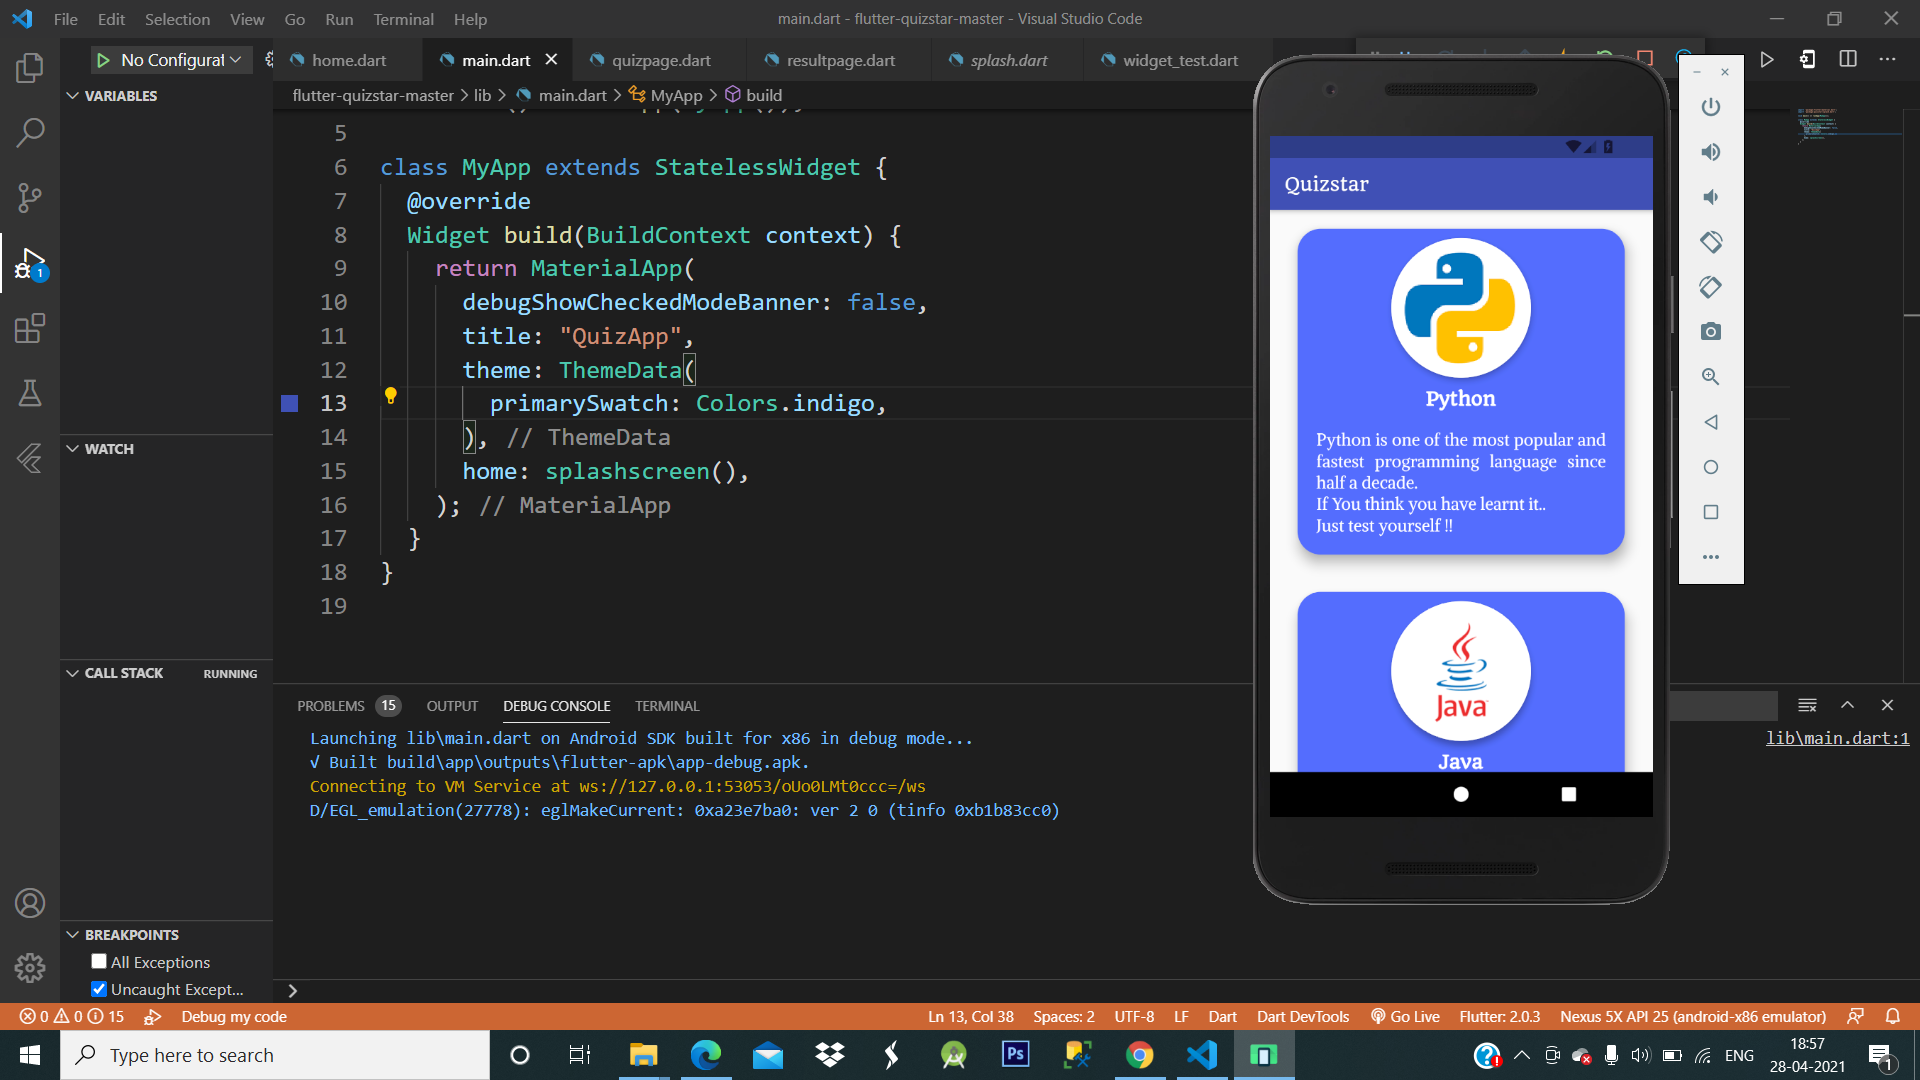 File Edit Selection View Go Run Terminal Help
main.dart - flutter-quizstar-master - Visual Studio Code
No Configurat
home.dart
main.dart
quizpage.dart
resultpage.dart
splash.dart
widget_test.dart
flutter-quizstar-master > lib > main.dart > MyApp > build
VARIABLES
WATCH
CALL STACK RUNNING
BREAKPOINTS
All Exceptions
Uncaught Except...
1
5
6 class MyApp extends StatelessWidget {
7 @override
8 Widget build(BuildContext context) {
9 return MaterialApp(
10 debugShowCheckedModeBanner: false,
11 title: "QuizApp",
12 theme: ThemeData(
13 primarySwatch: Colors.indigo,
14 ), // ThemeData
15 home: splashscreen(),
16 ); // MaterialApp
17 }
18 }
19
PROBLEMS 15 OUTPUT DEBUG CONSOLE TERMINAL
Launching lib\main.dart on Android SDK built for x86 in debug mode...
√ Built build\app\outputs\flutter-apk\app-debug.apk.
Connecting to VM Service at ws://127.0.0.1:53053/oUo0LMt0ccc=/ws
D/EGL_emulation(27778): eglMakeCurrent: 0xa23e7ba0: ver 2 0 (tinfo 0xb1b83cc0)
lib\main.dart:1
Quizstar
Python
Python is one of the most popular and
fastest programming language since
half a decade.
If You think you have learnt it..
Just test yourself !!
Java
Java
0 0 15 Debug my code
Ln 13, Col 38 Spaces: 2 UTF-8 LF Dart Dart DevTools Go Live Flutter: 2.0.3 Nexus 5X API 25 (android-x86 emulator)
Type here to search
Ps
ENG
18:57
28-04-2021
1